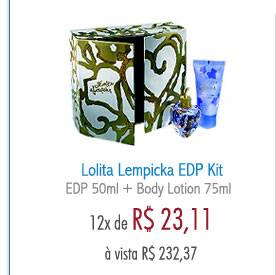 Lolita Lempicka EDP Kit
EDP 50ml + Body Lotion 75ml
12x de R$ 23,11
à vista R$ 232,37